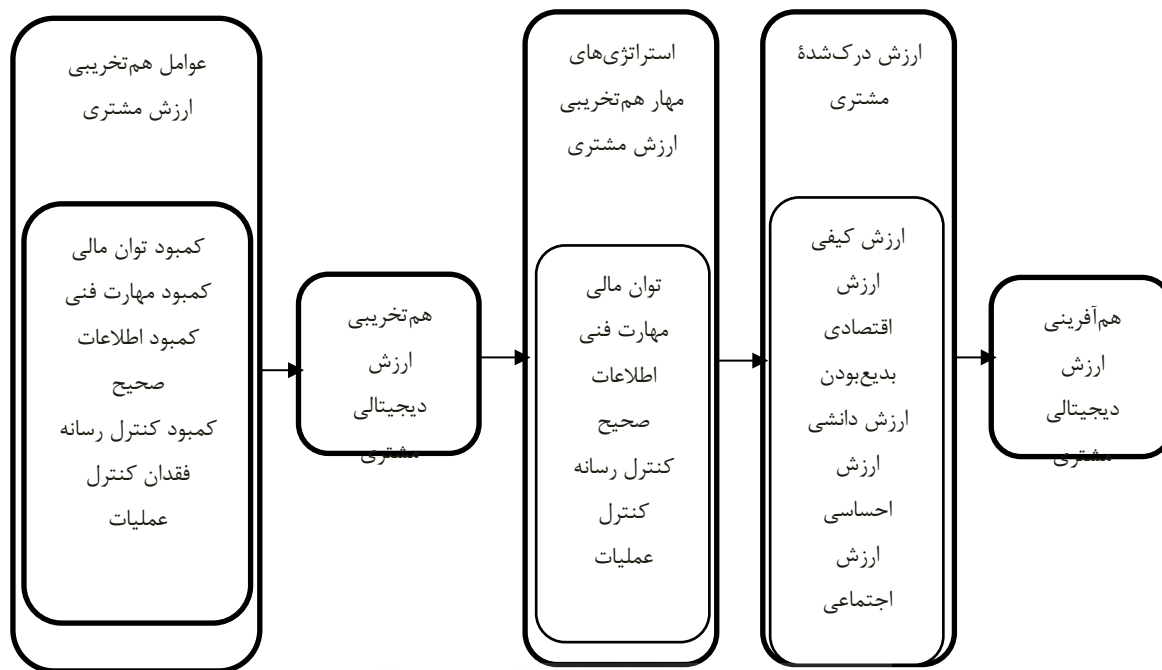 عوامل هم‌تخریبی
ارزش مشتری
کمبود توان مالی
کمبود مهارت فنی
کمبود اطلاعات
صحیح
کمبود کنترل رسانه
فقدان کنترل
عملیات
هم‌تخریبی
ارزش
دیجیتالی
مشتری
استراتژی‌های
مهار هم‌تخریبی
ارزش مشتری
توان مالی
مهارت فنی
اطلاعات
صحیح
کنترل رسانه
کنترل
عملیات
ارزش درک‌شدۀ
مشتری
ارزش کیفی
ارزش
اقتصادی
بدیع‌بودن
ارزش دانشی
ارزش
احساسی
ارزش
اجتماعی
هم‌آفرینی
ارزش
دیجیتالی
مشتری